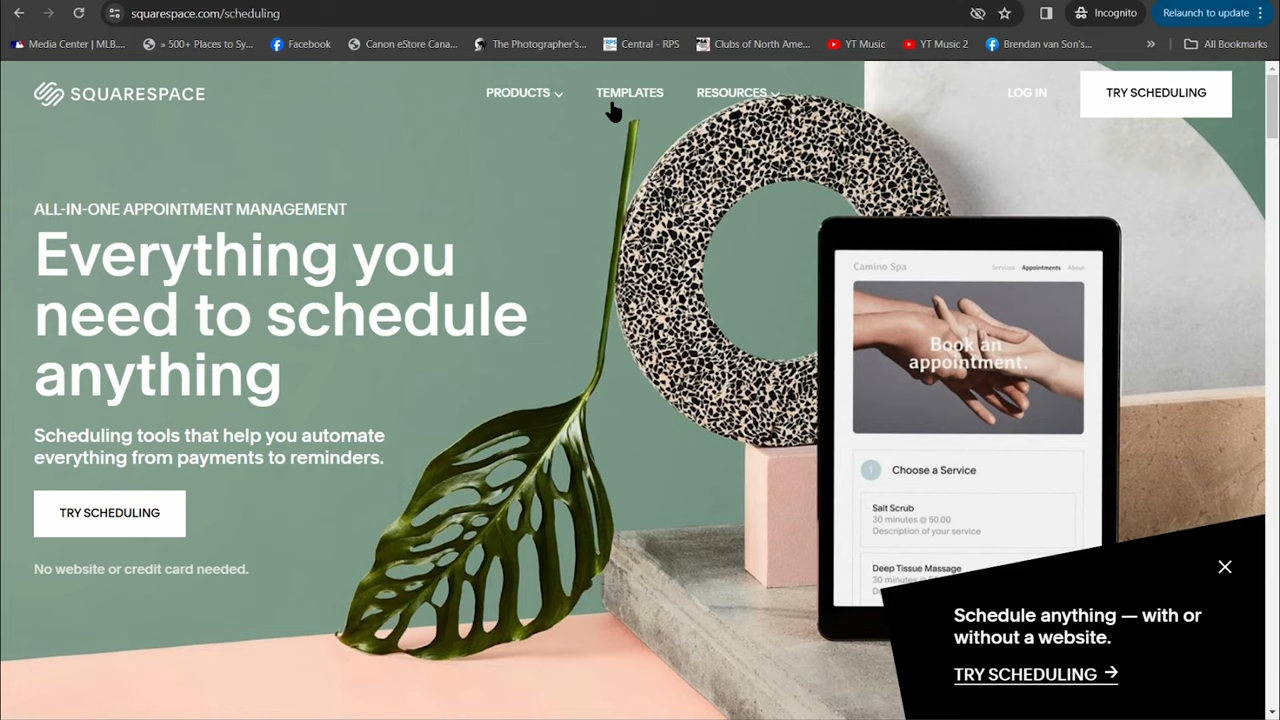 squarespace.com/scheduling
Incognito
Relaunch to update
Media Center | MLB....
» 500+ Places to Sy...
Facebook
Canon eStore Cana...
The Photographer's...
Central - RPS
Clubs of North Ame...
YT Music
YT Music 2
Brendan van Son's...
»
All Bookmarks
SQUARESPACE
PRODUCTS
TEMPLATES
RESOURCES
LOG IN
TRY SCHEDULING
ALL-IN-ONE APPOINTMENT MANAGEMENT
Everything you
need to schedule
anything
Scheduling tools that help you automate
everything from payments to reminders.
TRY SCHEDULING
No website or credit card needed.
Camino Spa
Services
Appointments
About
Book an
appointment.
1
Choose a Service
Salt Scrub
30 minutes @ 50.00
Description of your service
Deep Tissue Massage
30 minutes @
Schedule anything — with or
without a website.
TRY SCHEDULING →